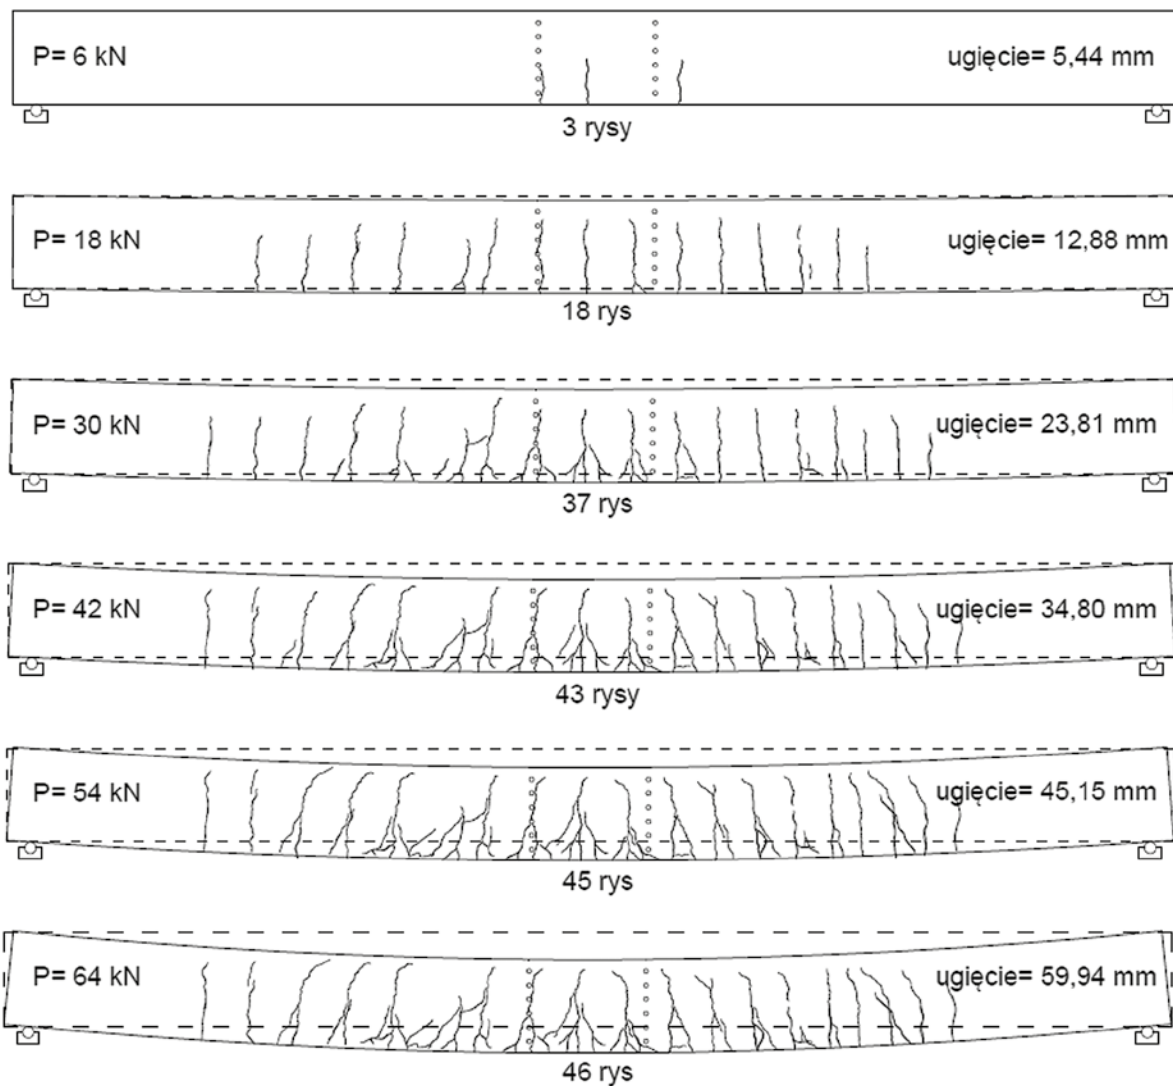 P= 6 kN
ugięcie= 5,44 mm
3 rysy
P= 18 kN
ugięcie= 12,88 mm
18 rys
P= 30 kN
ugięcie= 23,81 mm
37 rys
P= 42 kN
ugięcie= 34,80 mm
43 rysy
P= 54 kN
ugięcie= 45,15 mm
45 rys
P= 64 kN
ugięcie= 59,94 mm
46 rys